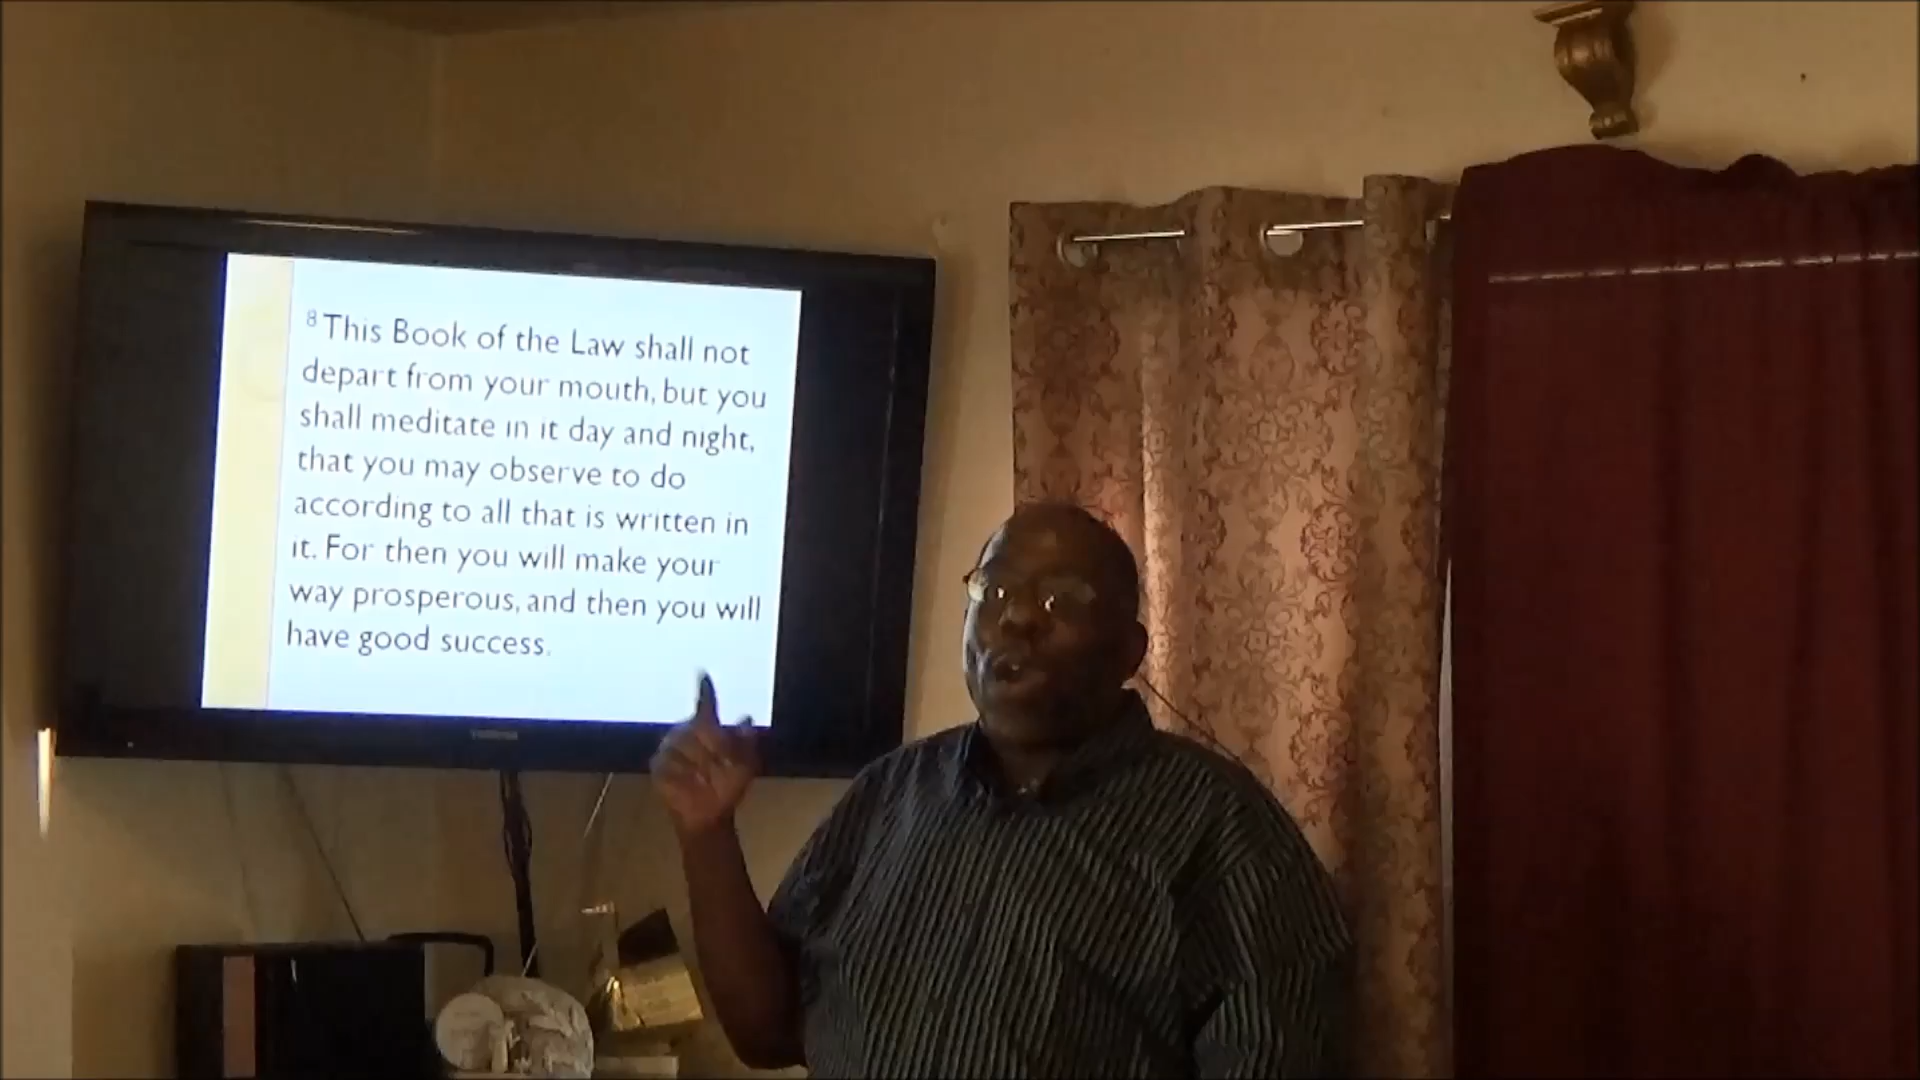 8 This Book of the Law shall not
depart from your mouth, but you
shall meditate in it day and night,
that you may observe to do
according to all that is written in
it. For then you will make your
way prosperous, and then you will
have good success.